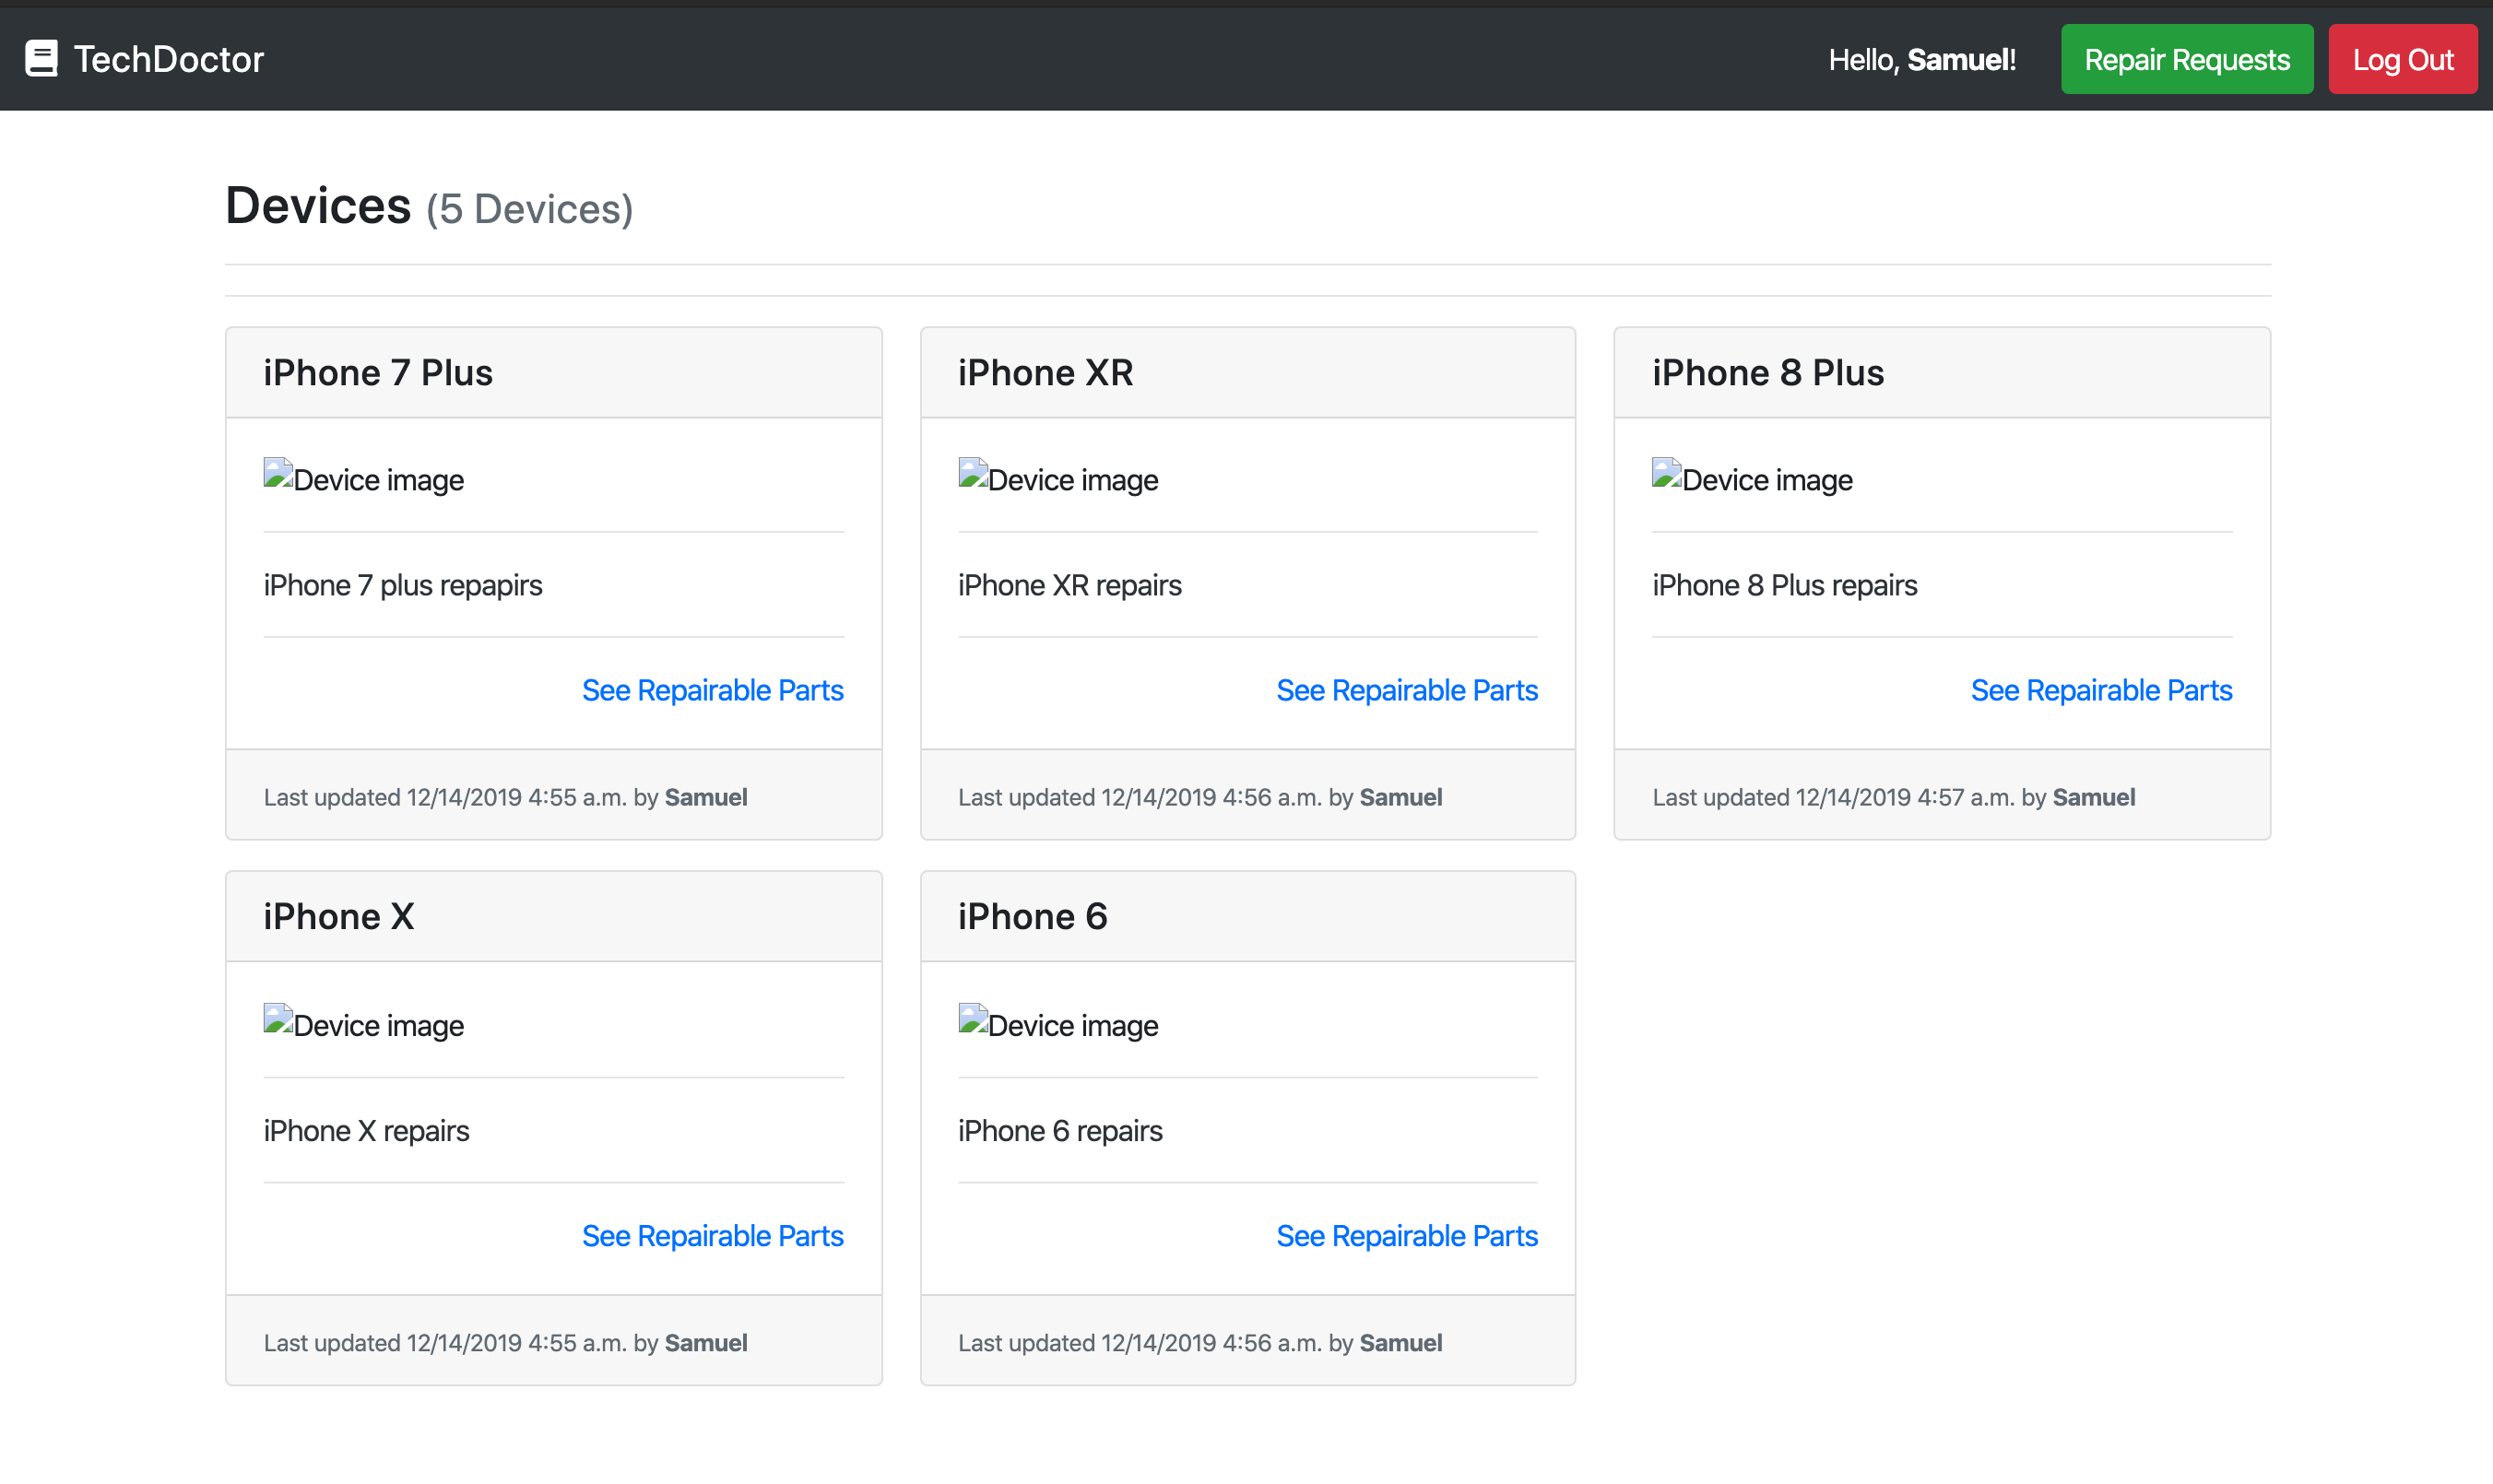 TechDoctor
Hello, Samuel!
Repair Requests
Log Out
Devices (5 Devices)
iPhone 7 Plus
Device image
iPhone 7 plus repapirs
See Repairable Parts
Last updated 12/14/2019 4:55 a.m. by Samuel
iPhone XR
Device image
iPhone XR repairs
See Repairable Parts
Last updated 12/14/2019 4:56 a.m. by Samuel
iPhone 8 Plus
Device image
iPhone 8 Plus repairs
See Repairable Parts
Last updated 12/14/2019 4:57 a.m. by Samuel
iPhone X
Device image
iPhone X repairs
See Repairable Parts
Last updated 12/14/2019 4:55 a.m. by Samuel
iPhone 6
Device image
iPhone 6 repairs
See Repairable Parts
Last updated 12/14/2019 4:56 a.m. by Samuel